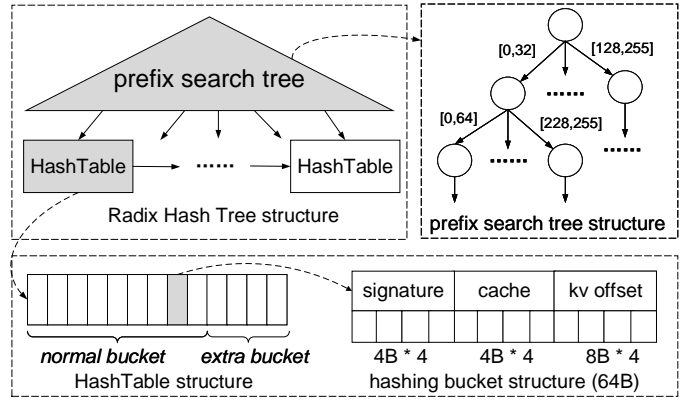 prefix search tree
HashTable
......
HashTable
Radix Hash Tree structure
[0,32]
[128,255]
......
[0,64]
[228,255]
......
......
prefix search tree structure
normal bucket
extra bucket
HashTable structure
signature
cache
kv offset
4B * 4
4B * 4
8B * 4
hashing bucket structure (64B)